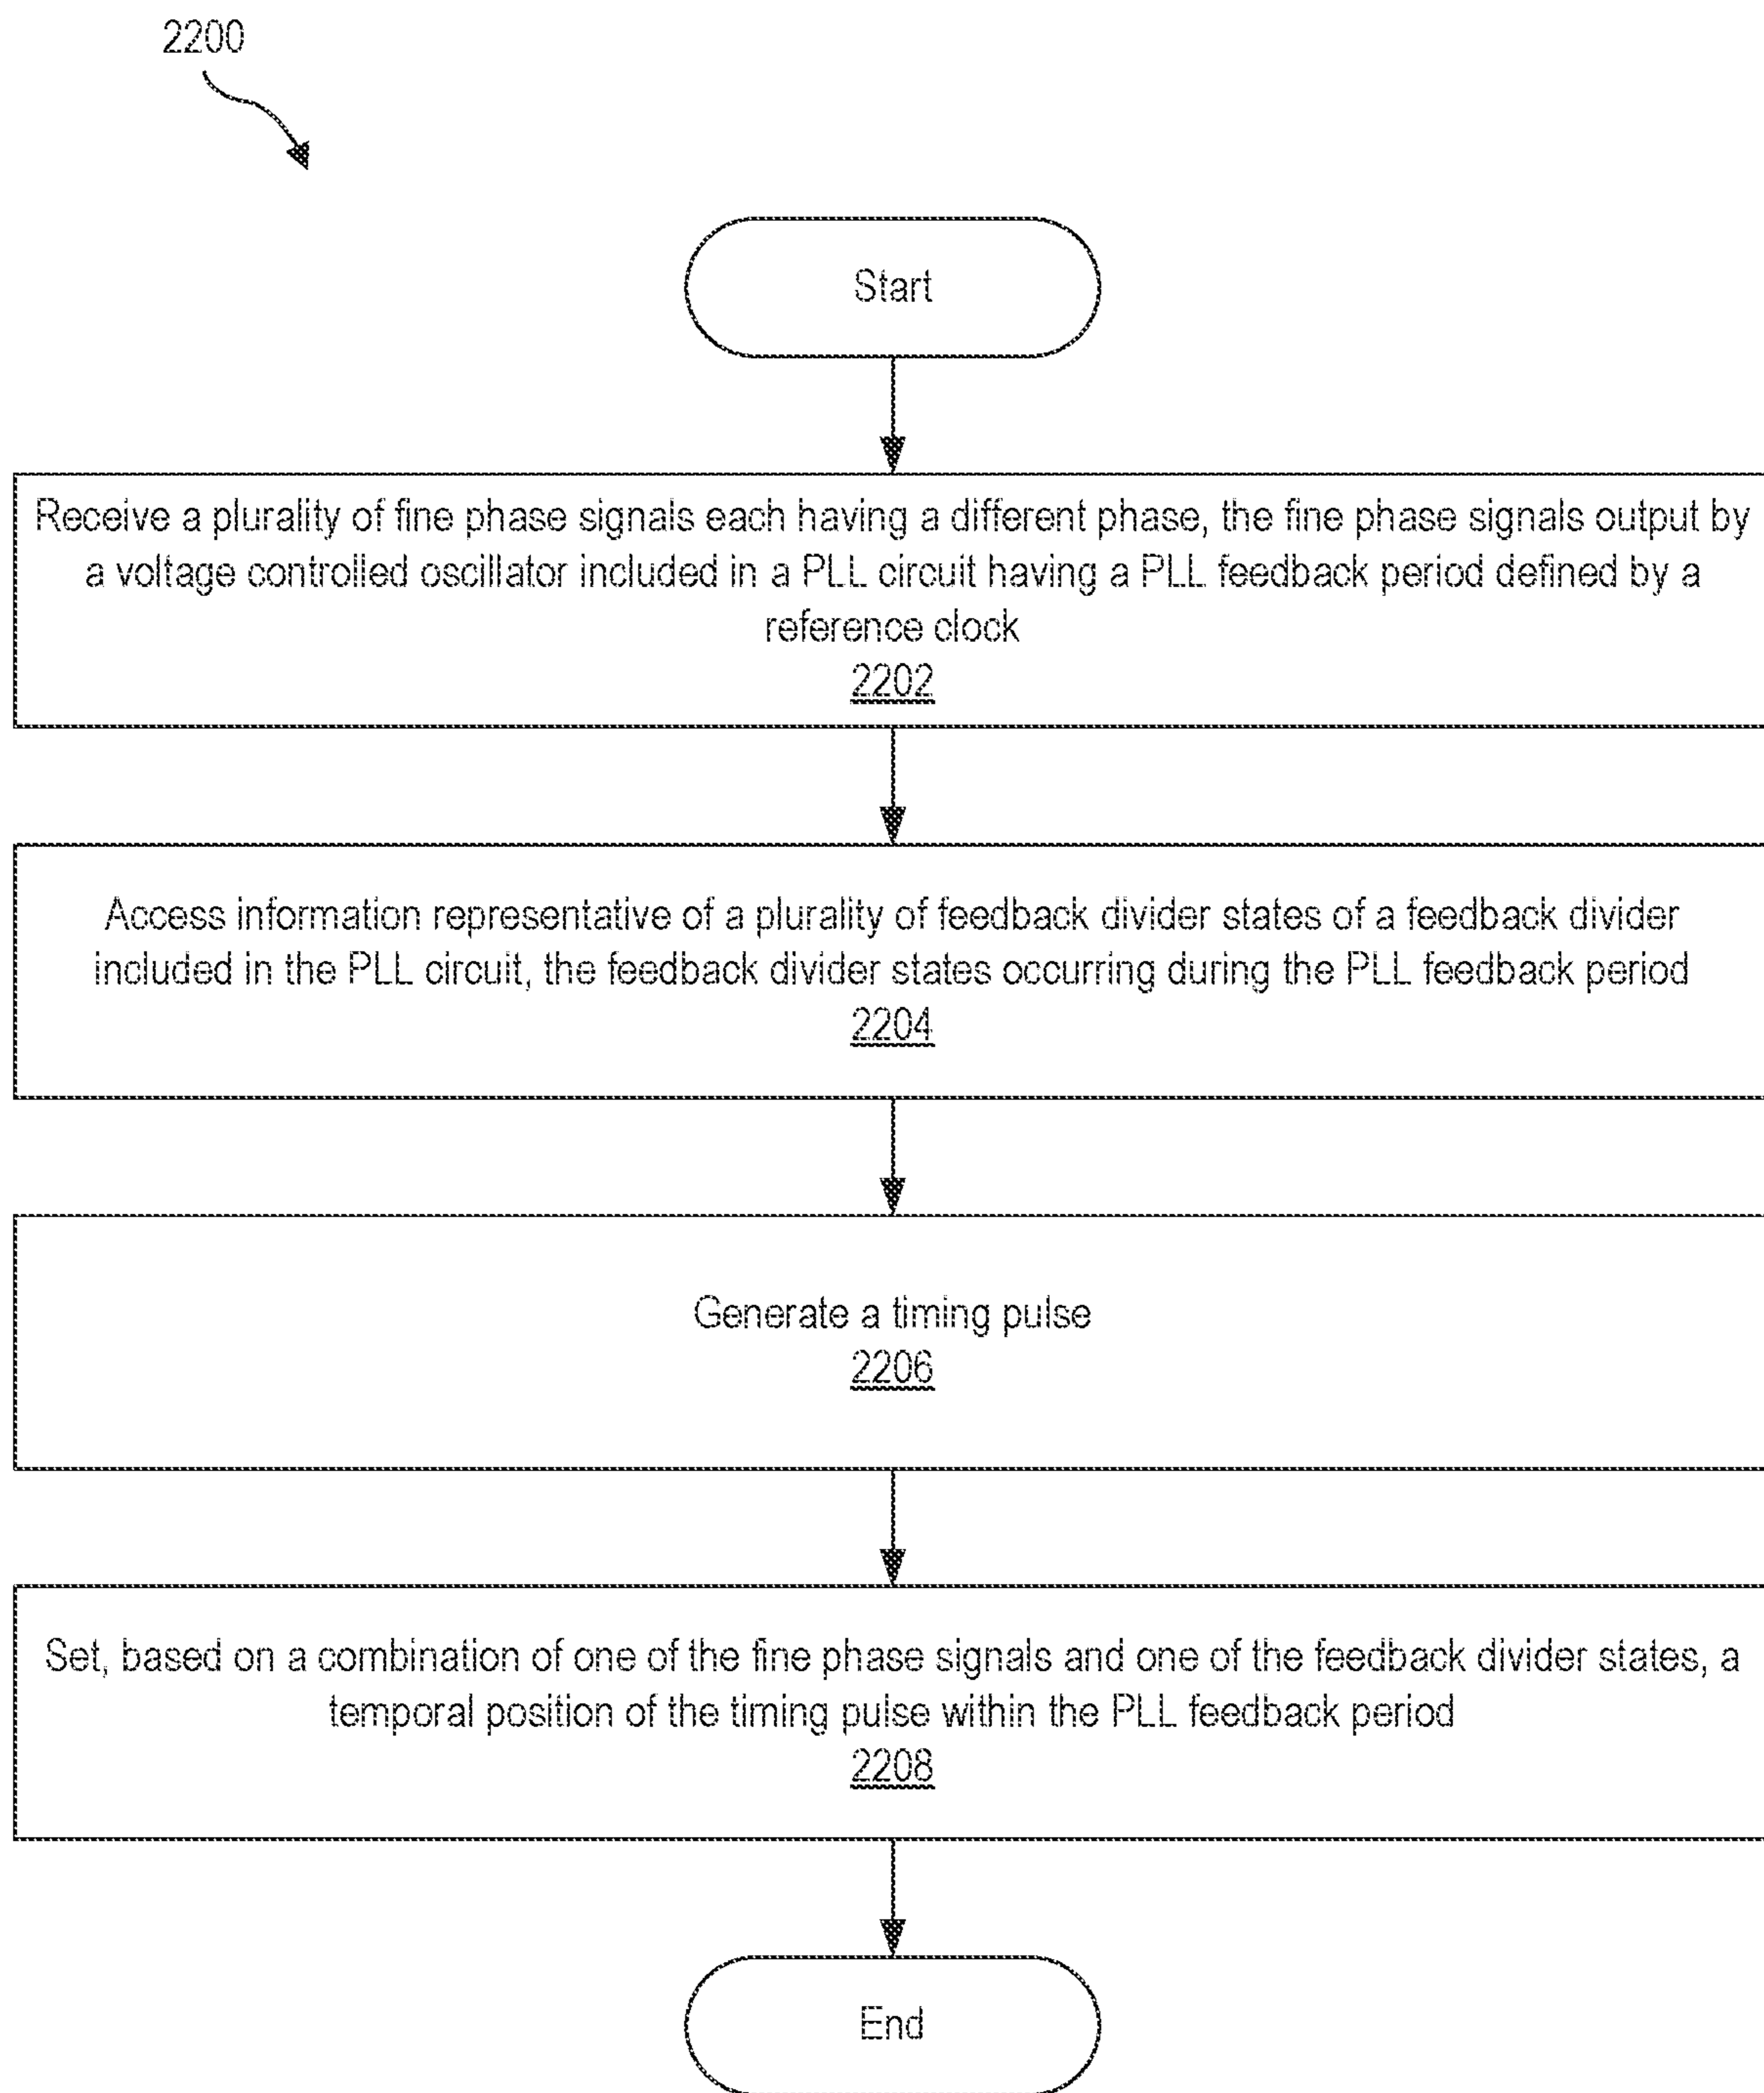 2200
Start
Receive a plurality of fine phase signals each having a different phase, the fine phase signals output by
a voltage controlled oscillator included in a PLL circuit having a PLL feedback period defined by a
reference clock
2202
Access information representative of a plurality of feedback divider states of a feedback divider
included in the PLL circuit, the feedback divider states occurring during the PLL feedback period
2204
Generate a timing pulse
2206
Set, based on a combination of one of the fine phase signals and one of the feedback divider states, a
temporal position of the timing pulse within the PLL feedback period
2208
End